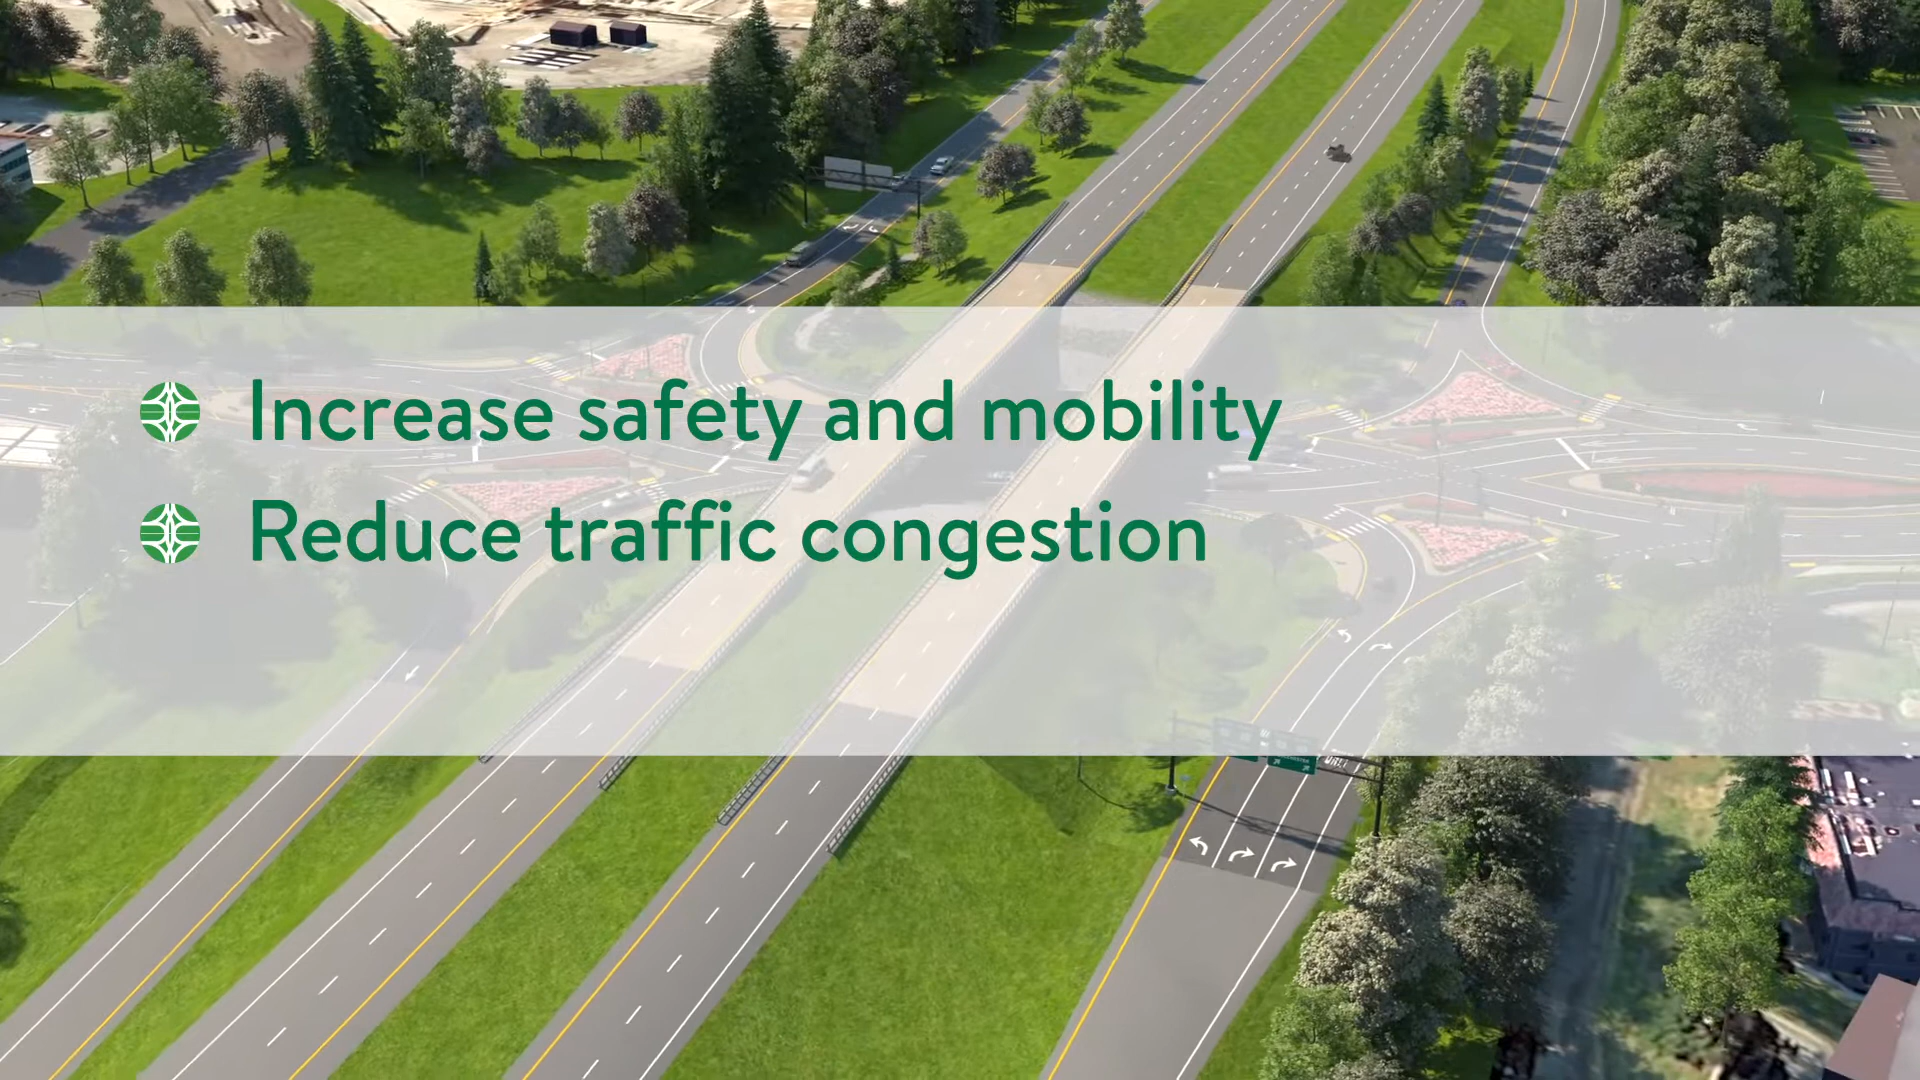 Increase safety and mobility
Reduce traffic congestion